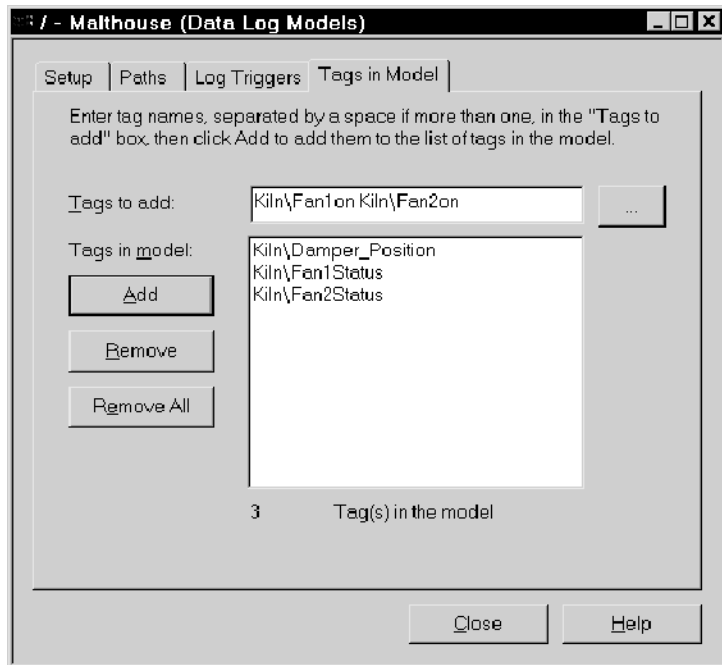 / - Malthouse (Data Log Models)
Setup Paths Log Triggers Tags in Model
Enter tag names, separated by a space if more than one, in the "Tags to
add" box, then click Add to add them to the list of tags in the model.
Tags to add: Kiln\Fan1on Kiln\Fan2on ...
Tags in model: Kiln\Damper_Position
Kiln\Fan1Status
Add Kiln\Fan2Status
Remove
Remove All
3 Tag(s) in the model
Close Help